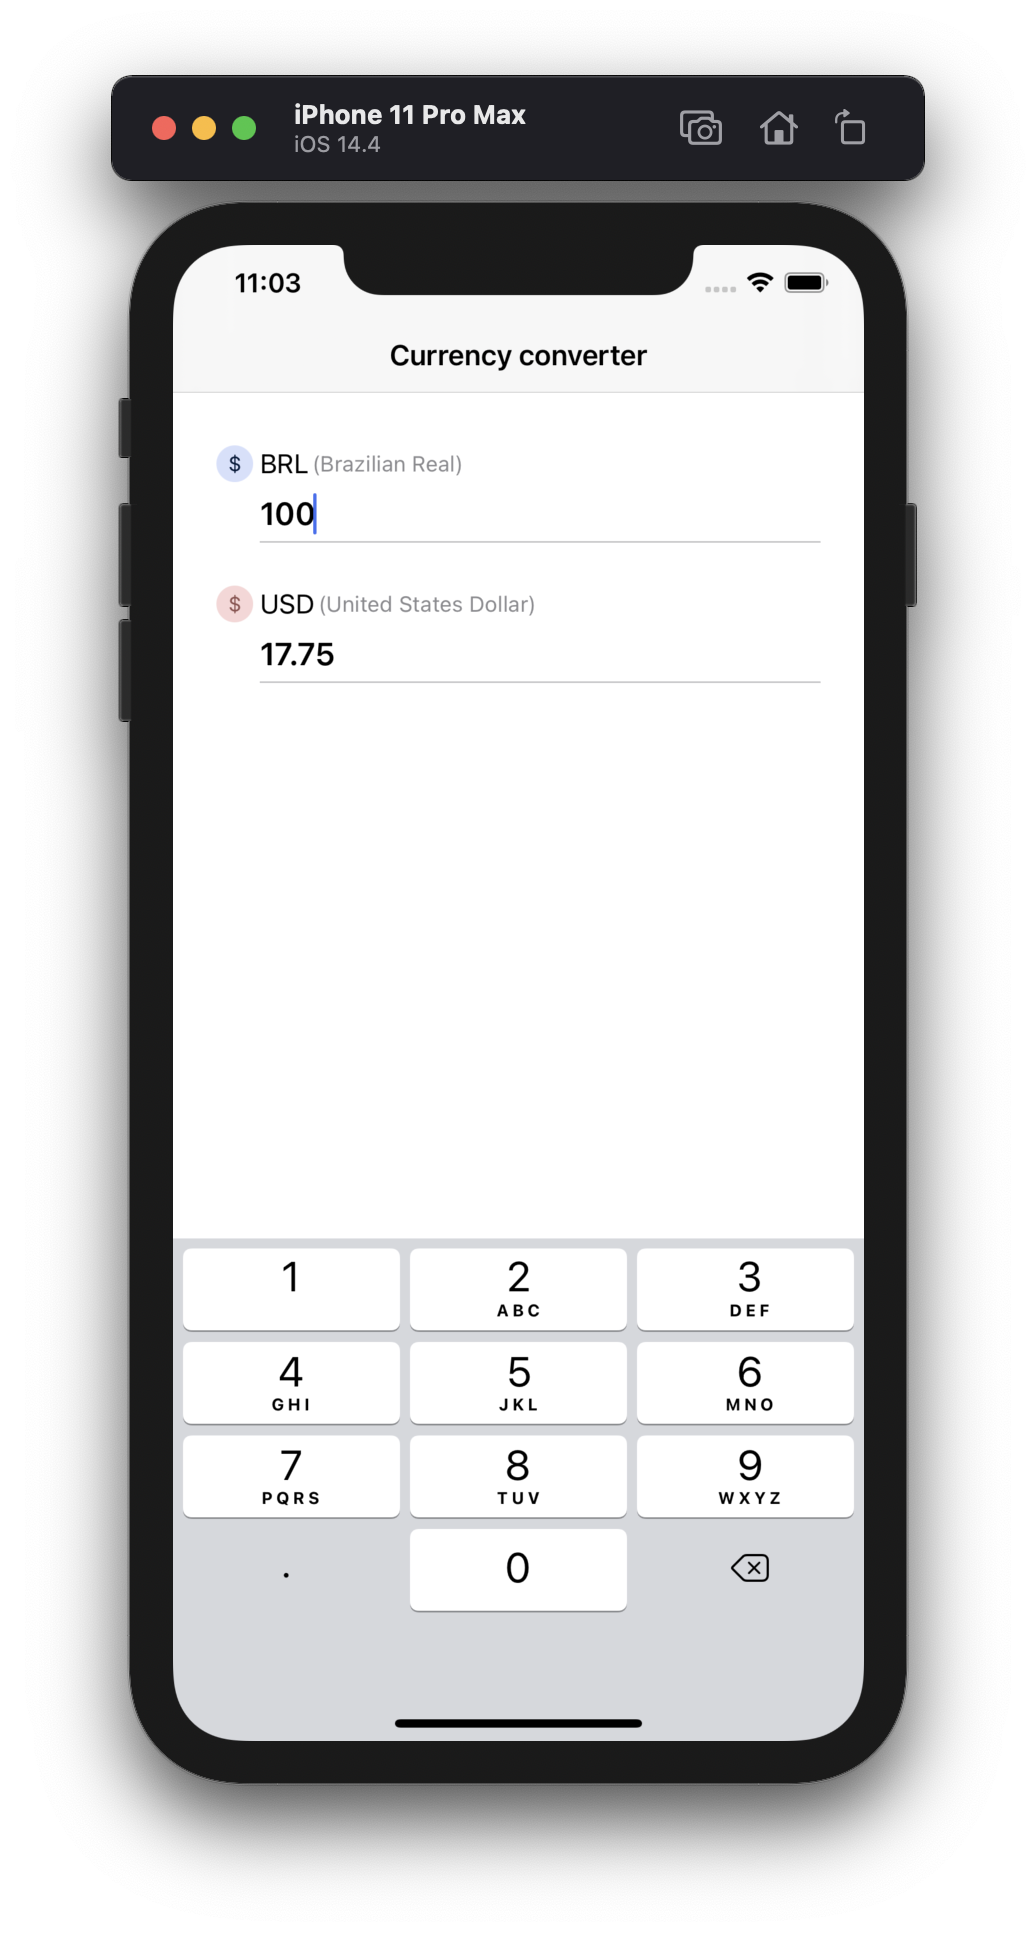 iPhone 11 Pro Max
iOS 14.4
11:03
Currency converter
$ BRL (Brazilian Real)
100
$ USD (United States Dollar)
17.75
1 2 3
ABC DEF
4 5 6
GHI JKL MNO
7 8 9
PQRS TUV WXYZ
. 0